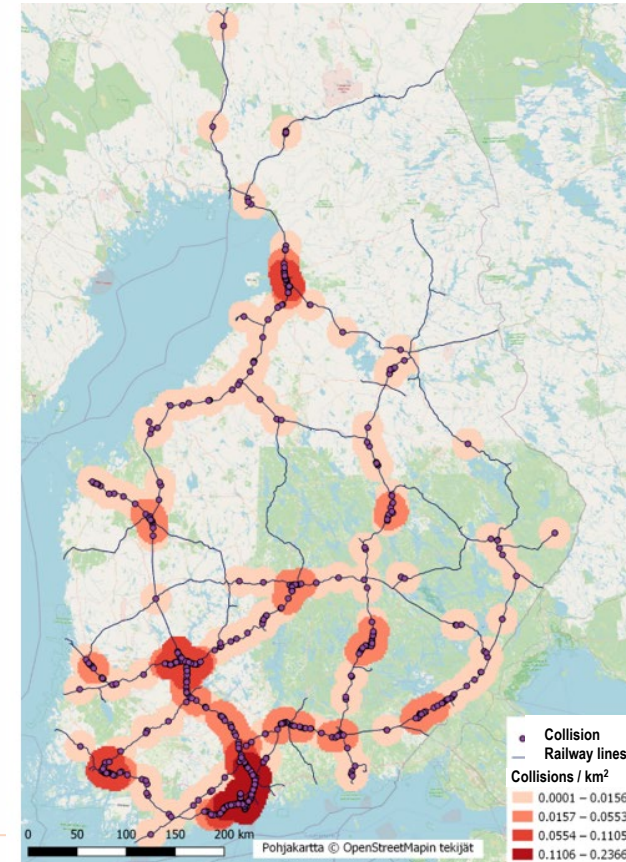 Collision
Railway lines
Collisions / km²
0.0001 – 0.0156
0.0157 – 0.0553
0.0554 – 0.1105
0.1106 – 0.2366
0 50 100 150 200 km
Pohjakartta © OpenStreetMapin tekijät